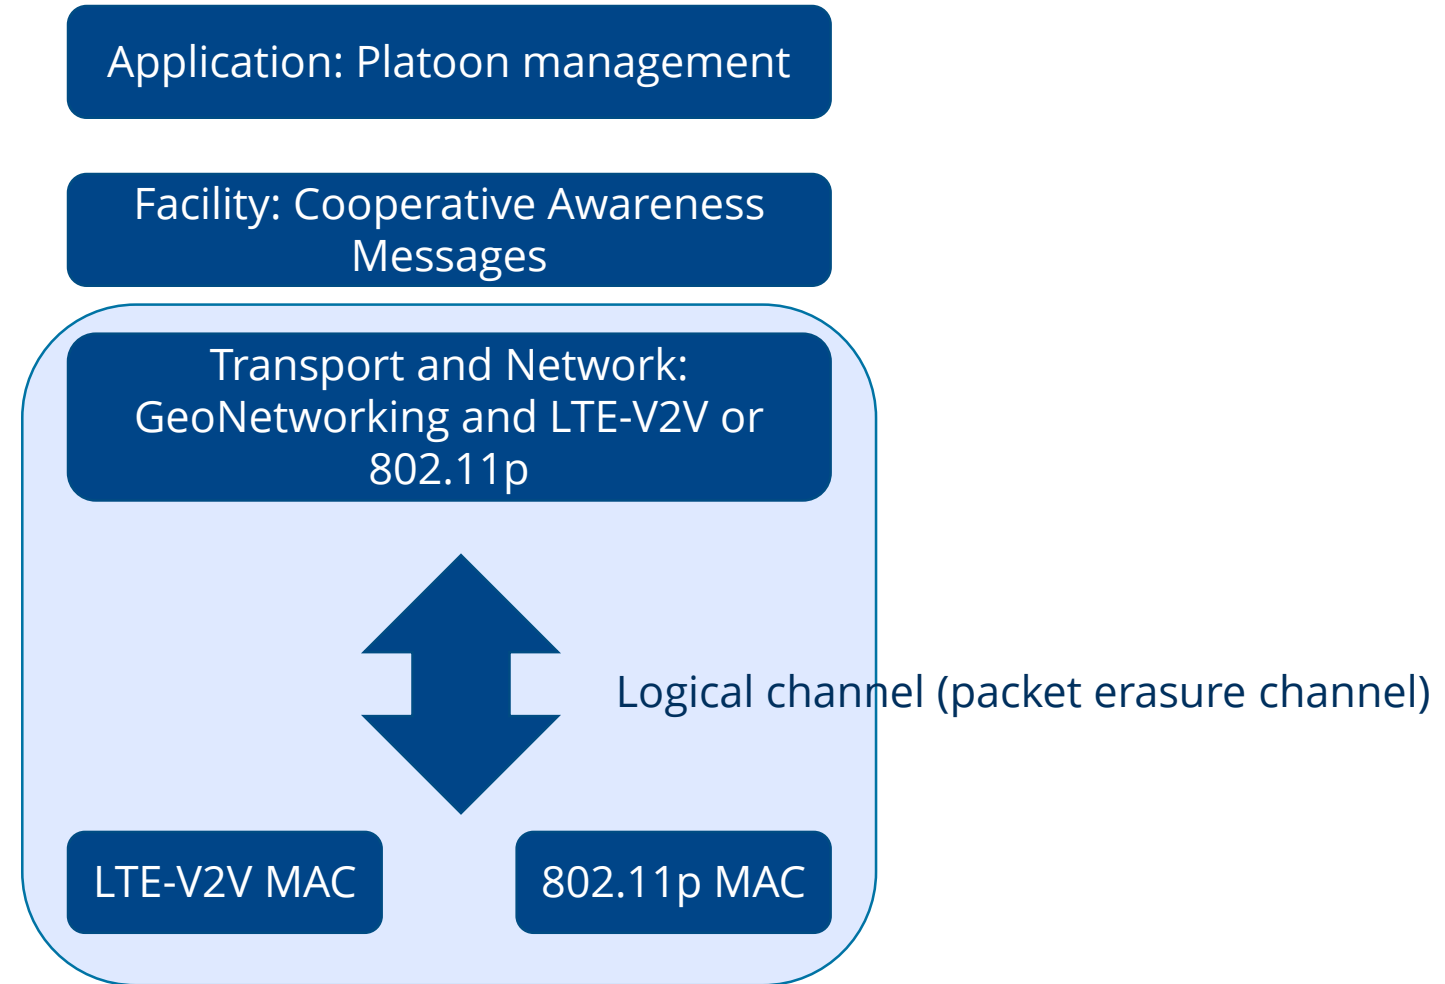 Application: Platoon management
Facility: Cooperative Awareness
Messages
Transport and Network:
GeoNetworking and LTE-V2V or
802.11p
Logical channel (packet erasure channel)
LTE-V2V MAC
802.11p MAC